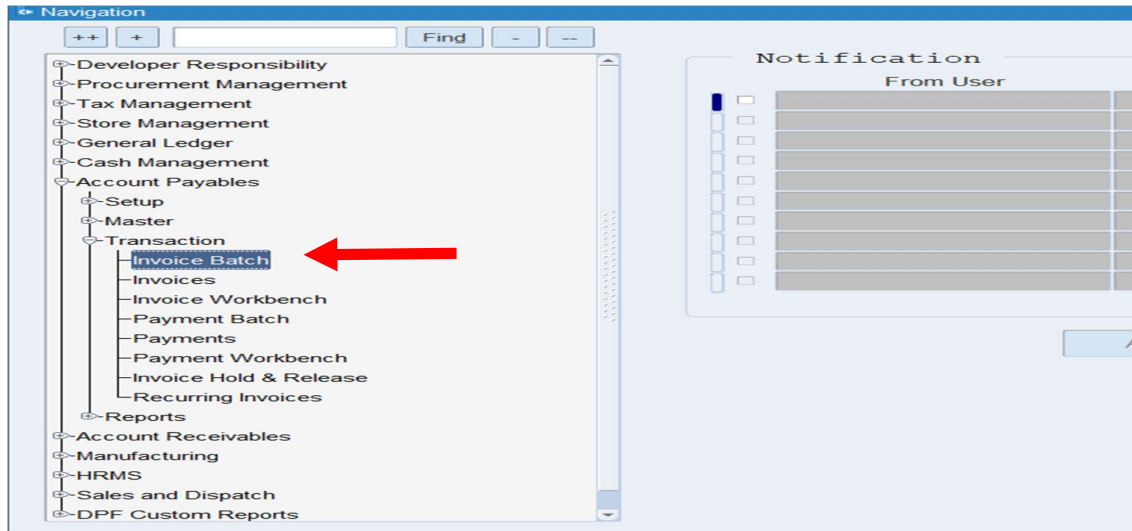 Navigation
++ + Find - --
Notification
From User
Developer Responsibility
Procurement Management
Tax Management
Store Management
General Ledger
Cash Management
Account Payables
Setup
Master
Transaction
Invoice Batch
Invoices
Invoice Workbench
Payment Batch
Payments
Payment Workbench
Invoice Hold & Release
Recurring Invoices
Reports
Account Receivables
Manufacturing
HRMS
Sales and Dispatch
DPF Custom Reports